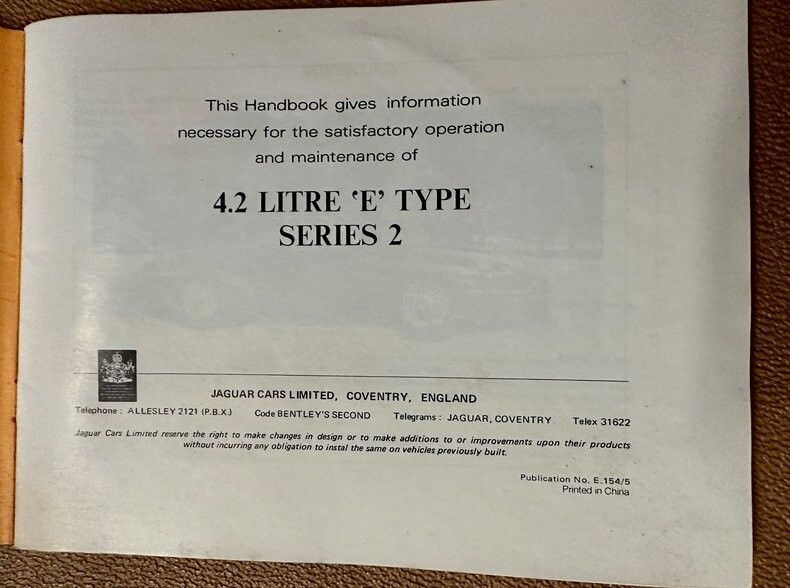 This Handbook gives information
necessary for the satisfactory operation
and maintenance of
4.2 LITRE ‘E’ TYPE
SERIES 2
JAGUAR CARS LIMITED, COVENTRY, ENGLAND
Telephone : ALLESLEY 2121 (P.B.X.) Code BENTLEY'S SECOND Telegrams : JAGUAR, COVENTRY Telex 31622
Jaguar Cars Limited reserve the right to make changes in design or to make additions to or improvements upon their products
without incurring any obligation to instal the same on vehicles previously built.
Publication No. E.154/5
Printed in China